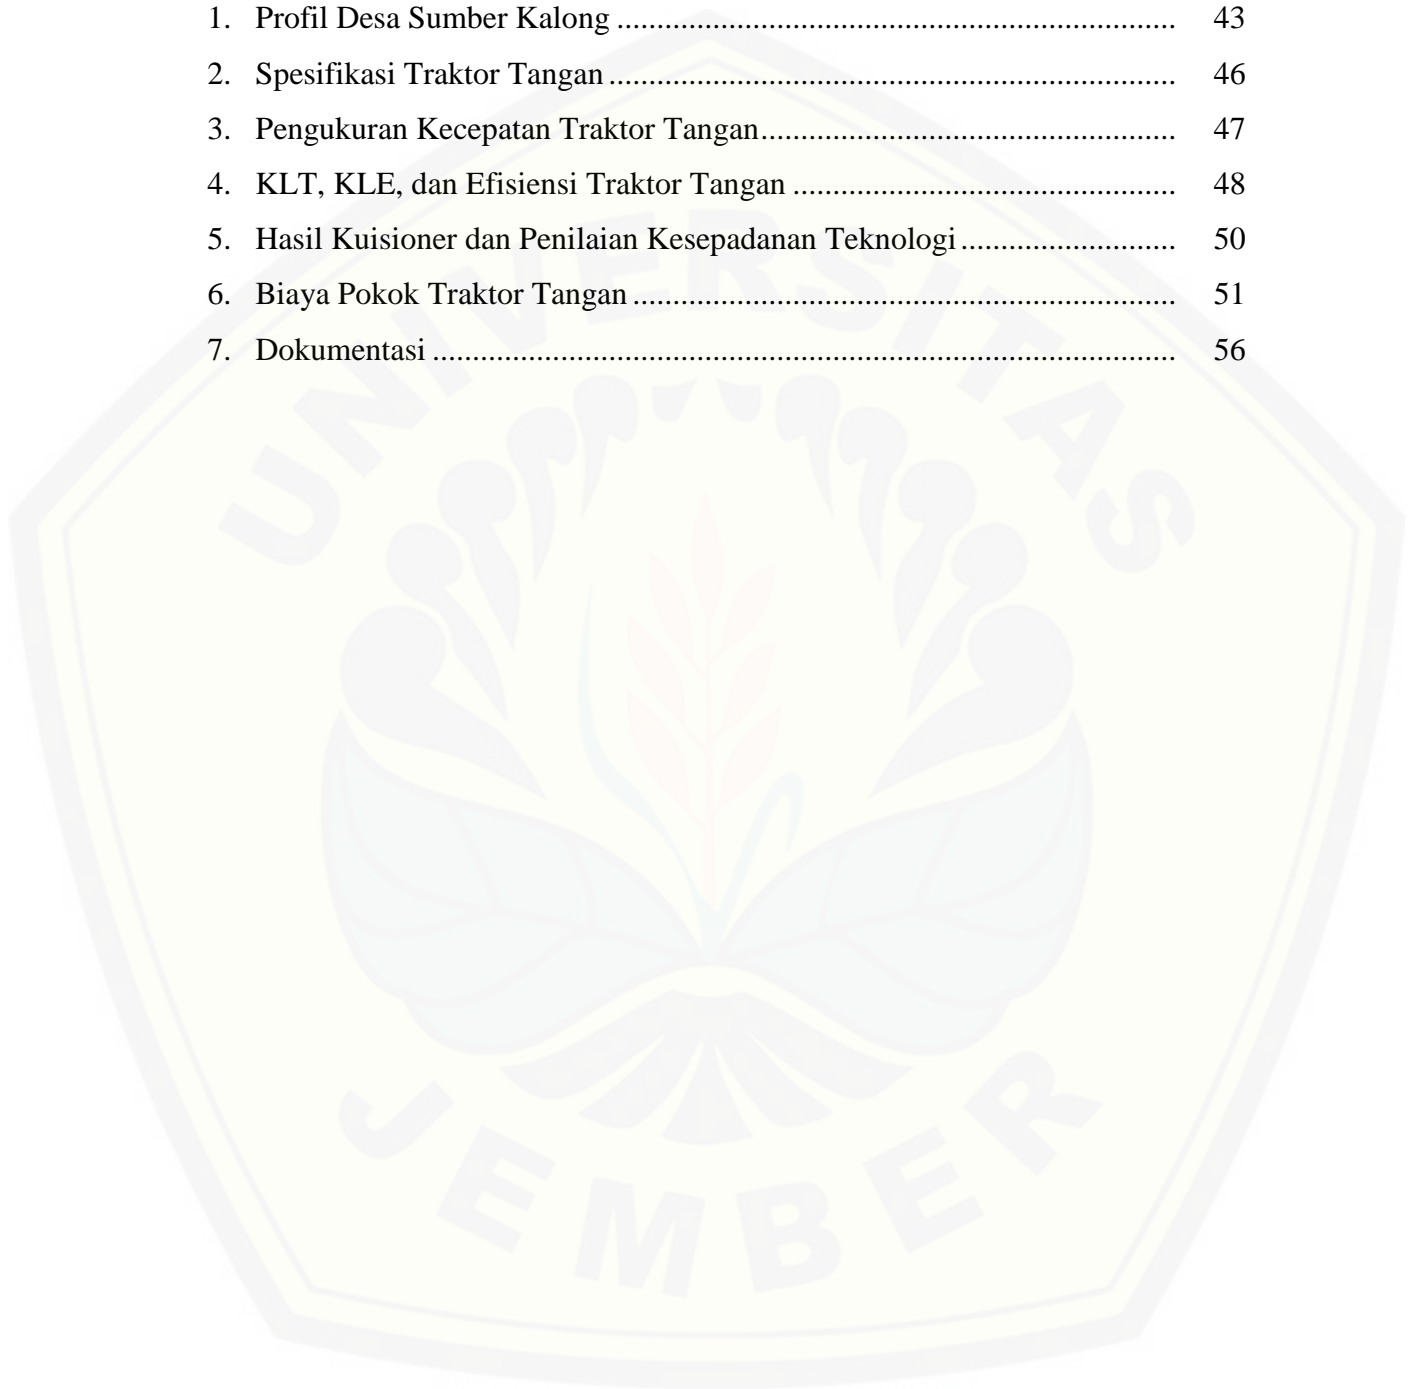 1. Profil Desa Sumber Kalong ........................................................................ 43
2. Spesifikasi Traktor Tangan ........................................................................ 46
3. Pengukuran Kecepatan Traktor Tangan..................................................... 47
4. KLT, KLE, dan Efisiensi Traktor Tangan ................................................. 48
5. Hasil Kuisioner dan Penilaian Kesepadanan Teknologi........................... 50
6. Biaya Pokok Traktor Tangan ..................................................................... 51
7. Dokumentasi ............................................................................................... 56
UNIVERSITAS
JEMBER